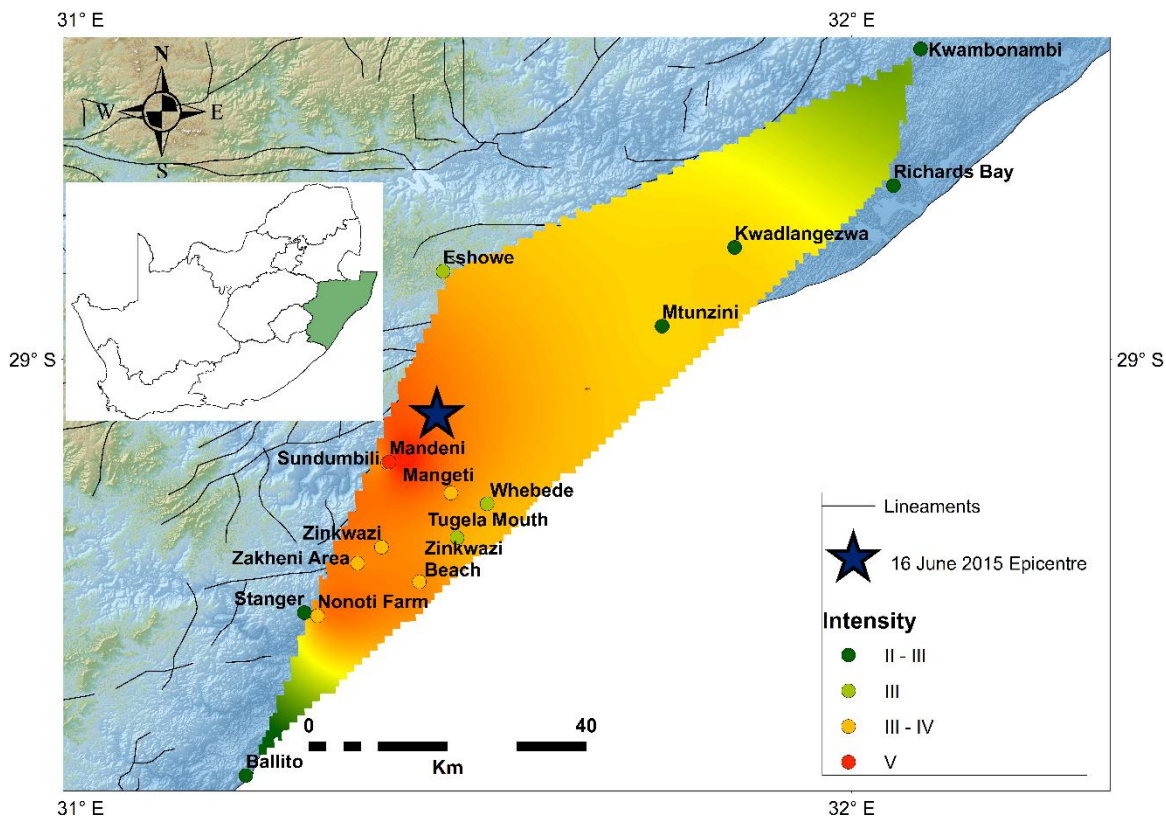 31° E
32° E
N
W
E
S
Kwambonambi
Richards Bay
Kwadlangezwa
Eshowe
Mtunzini
29° S
29° S
Mandeni
Sundumbili
Mangeti
Whebede
Tugela Mouth
Zinkwazi
Zinkwazi
Beach
Zakheni Area
Stanger
Nonoti Farm
Ballito
0
40
Km
Lineaments
16 June 2015 Epicentre
Intensity
II - III
III
III - IV
V
31° E
32° E